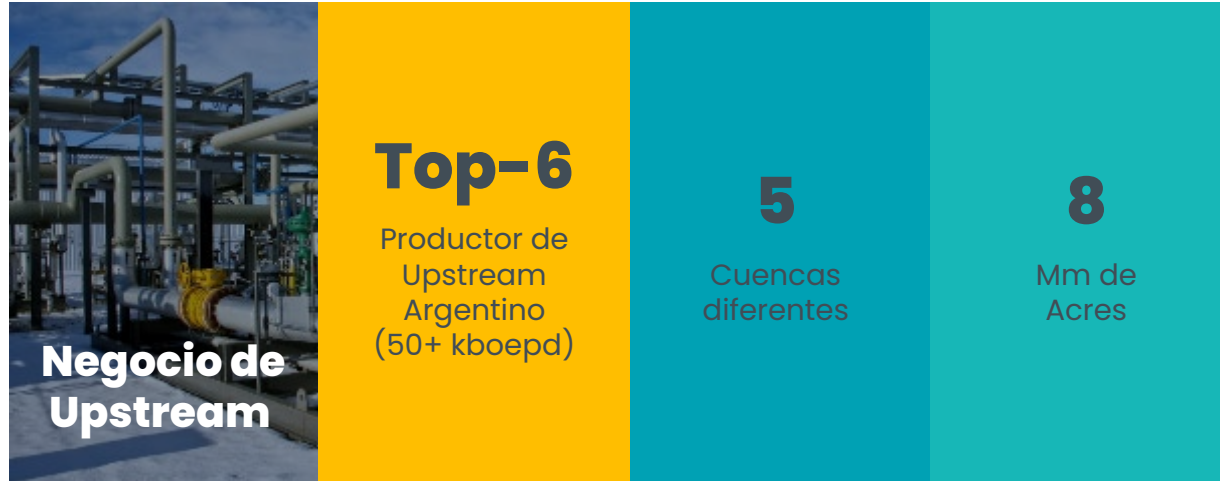 Negocio de
Upstream
Top-6
Productor de
Upstream
Argentino
(50+ kboepd)
5
Cuencas
diferentes
8
Mm de
Acres